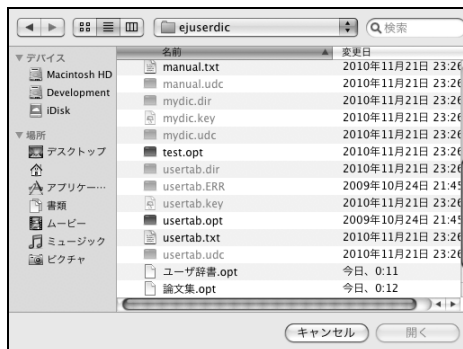 ejuserdic
検索
デバイス
Macintosh HD
Development
iDisk
場所
デスクトップ
アプリケー…
書類
ムービー
ミュージック
ピクチャ
名前 変更日
manual.txt 2010年11月21日 23:26
manual.udc 2010年11月21日 23:26
mydic.dir 2010年11月21日 23:26
mydic.key 2010年11月21日 23:26
mydic.udc 2010年11月21日 23:26
test.opt 2010年11月21日 23:26
usertab.dir 2010年11月21日 23:26
usertab.ERR 2009年10月24日 21:45
usertab.key 2010年11月21日 23:26
usertab.opt 2009年10月24日 21:45
usertab.txt 2010年11月21日 23:26
usertab.udc 2010年11月21日 23:26
ユーザ辞書.opt 今日、0:11
論文集.opt 今日、0:12
キャンセル 開く